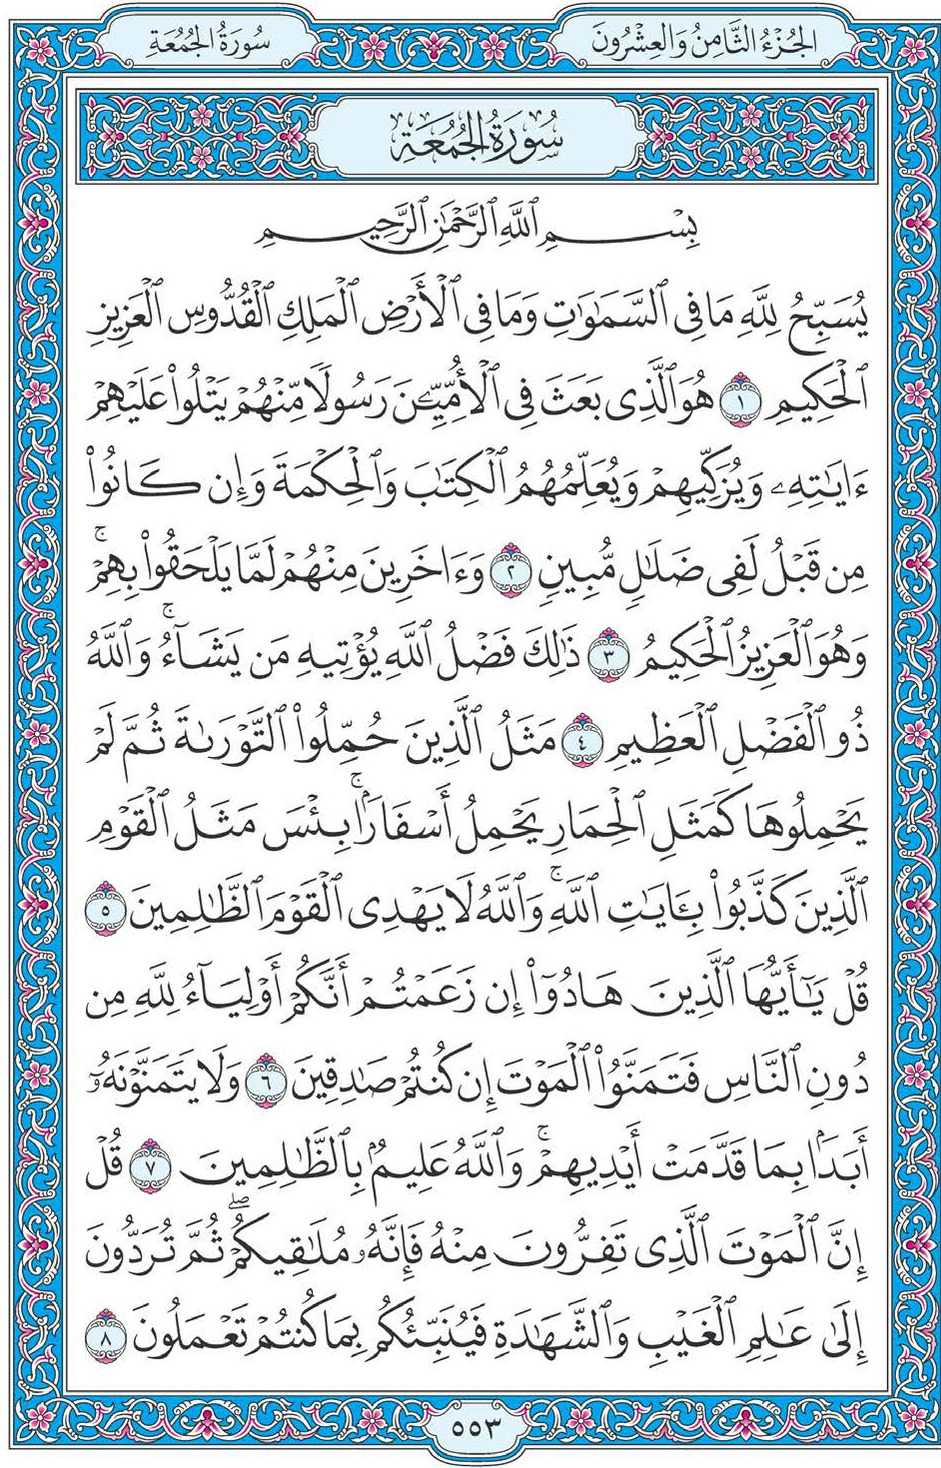 الجُزْءُ الثَّامِنُ وَالعِشْرُونَ
سُورَةُ الجُمُعَةِ
سُورَةُ الجُمُعَةِ
بِسْمِ ٱللَّهِ ٱلرَّحْمَٰنِ ٱلرَّحِيمِ
يُسَبِّحُ لِلَّهِ مَا فِى ٱلسَّمَٰوَٰتِ وَمَا فِى ٱلْأَرْضِ ٱلْمَلِكِ ٱلْقُدُّوسِ ٱلْعَزِيزِ
ٱلْحَكِيمِ ١ هُوَ ٱلَّذِى بَعَثَ فِى ٱلْأُمِّيِّۦنَ رَسُولًا مِّنْهُمْ يَتْلُوا۟ عَلَيْهِمْ
ءَايَٰتِهِۦ وَيُزَكِّيهِمْ وَيُعَلِّمُهُمُ ٱلْكِتَٰبَ وَٱلْحِكْمَةَ وَإِن كَانُوا۟
مِن قَبْلُ لَفِى ضَلَٰلٍ مُّبِينٍ ٢ وَءَاخَرِينَ مِنْهُمْ لَمَّا يَلْحَقُوا۟ بِهِمْ ۚ
وَهُوَ ٱلْعَزِيزُ ٱلْحَكِيمُ ٣ ذَٰلِكَ فَضْلُ ٱللَّهِ يُؤْتِيهِ مَن يَشَآءُ ۚ وَٱللَّهُ
ذُو ٱلْفَضْلِ ٱلْعَظِيمِ ٤ مَثَلُ ٱلَّذِينَ حُمِّلُوا۟ ٱلتَّوْرَىٰةَ ثُمَّ لَمْ
يَحْمِلُوهَا كَمَثَلِ ٱلْحِمَارِ يَحْمِلُ أَسْفَارًۢا ۚ بِئْسَ مَثَلُ ٱلْقَوْمِ
ٱلَّذِينَ كَذَّبُوا۟ بِـَٔايَٰتِ ٱللَّهِ ۚ وَٱللَّهُ لَا يَهْدِى ٱلْقَوْمَ ٱلظَّٰلِمِينَ ٥
قُلْ يَٰٓأَيُّهَا ٱلَّذِينَ هَادُوٓا۟ إِن زَعَمْتُمْ أَنَّكُمْ أَوْلِيَآءُ لِلَّهِ مِن
دُونِ ٱلنَّاسِ فَتَمَنَّوُا۟ ٱلْمَوْتَ إِن كُنتُمْ صَٰدِقِينَ ٦ وَلَا يَتَمَنَّوْنَهُۥٓ
أَبَدًۢا بِمَا قَدَّمَتْ أَيْدِيهِمْ ۚ وَٱللَّهُ عَلِيمٌۢ بِٱلظَّٰلِمِينَ ٧ قُلْ
إِنَّ ٱلْمَوْتَ ٱلَّذِى تَفِرُّونَ مِنْهُ فَإِنَّهُۥ مُلَٰقِيكُمْ ۖ ثُمَّ تُرَدُّونَ
إِلَىٰ عَٰلِمِ ٱلْغَيْبِ وَٱلشَّهَٰدَةِ فَيُنَبِّئُكُم بِمَا كُنتُمْ تَعْمَلُونَ ٨
٥٥٣